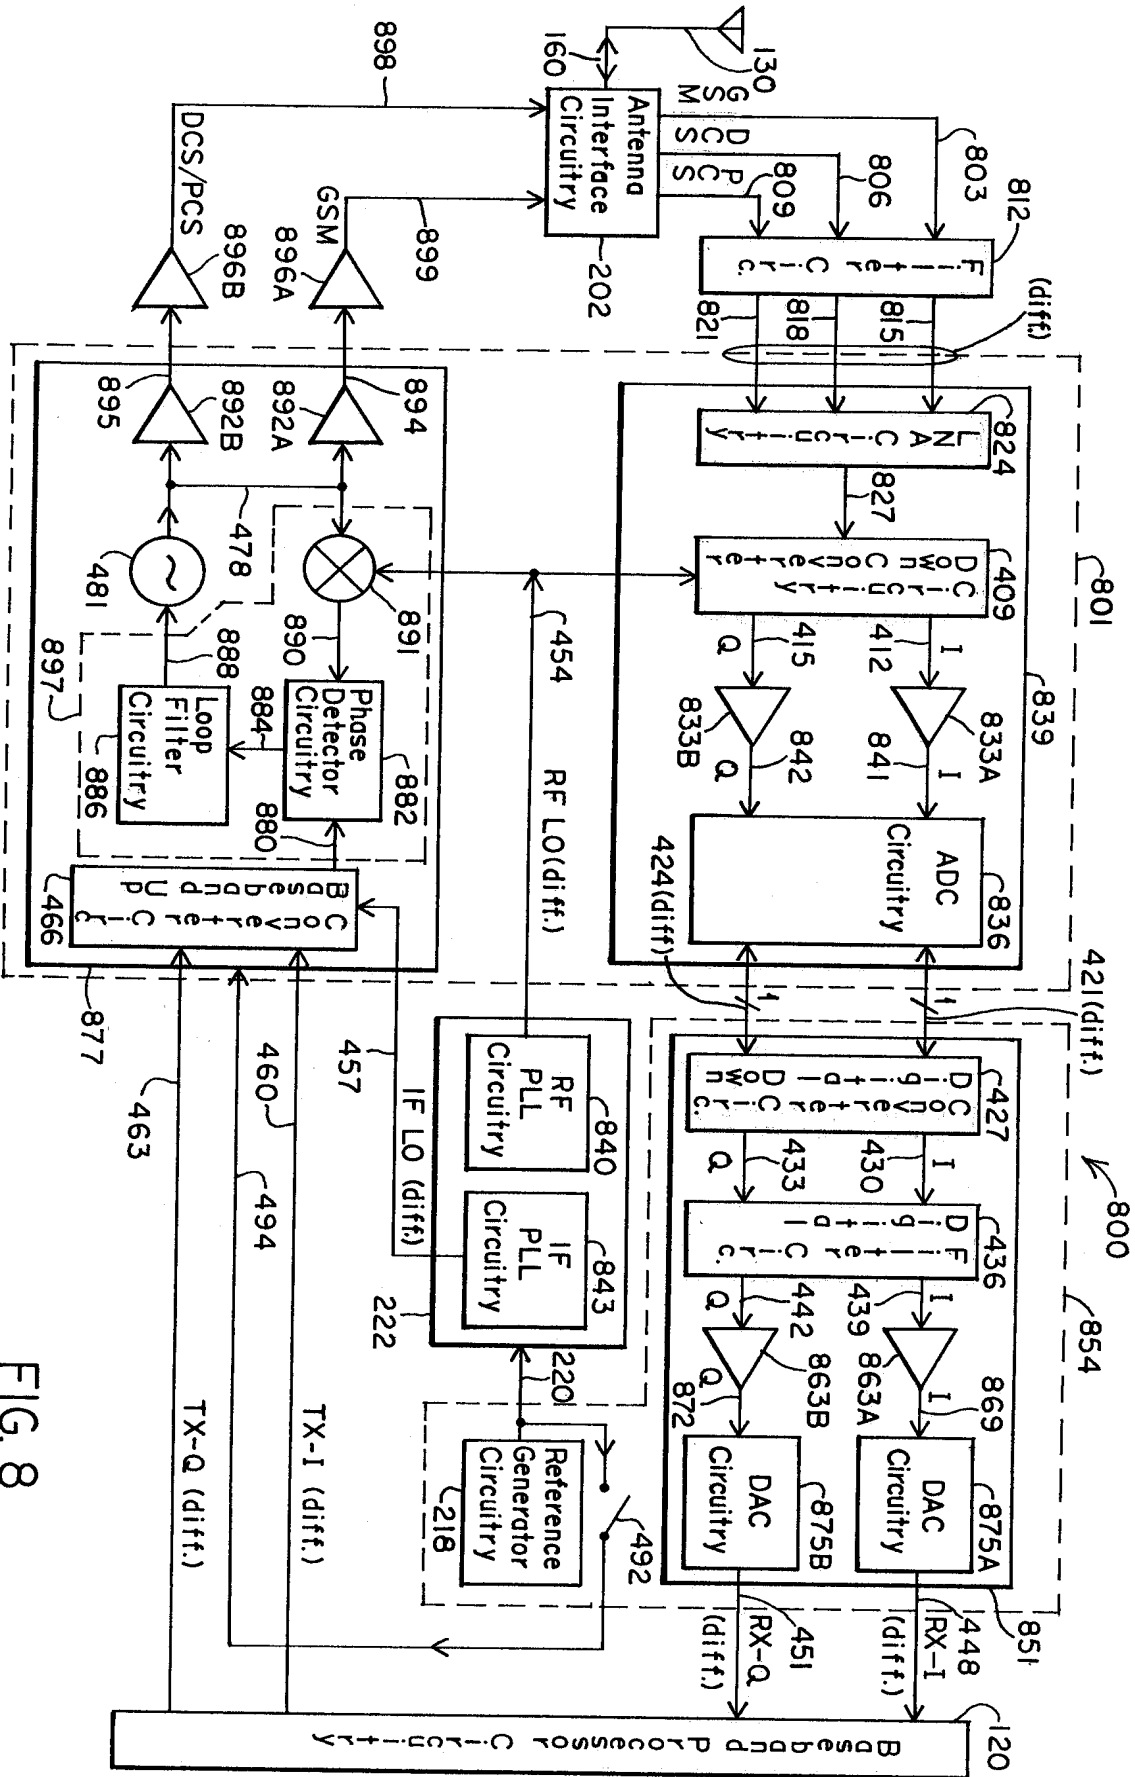 FIG. 8
800
130
160
Antenna
Interface
Circuitry
202
GSM
DCS
PCS
803
806
809
812
Filter Circ.
815
818
821
(diff.)
801
839
824
LNA Circuitry
827
409
Down Converter
Circuitry
412
I
415
Q
833A
833B
841
I
842
Q
ADC
Circuitry
836
421(diff.)
424(diff)
1
1
854
851
427
Digital Down
Converter Circ.
430
I
433
Q
436
Digital
Filter Circ.
439
I
442
Q
863A
863B
869
I
872
Q
DAC
Circuitry
875A
DAC
Circuitry
875B
448
RX-I
(diff.)
451
RX-Q
(diff.)
120
Baseband Processor Circuitry
454
RF LO(diff.)
RF
PLL
Circuitry
840
IF
PLL
Circuitry
843
222
220
Reference
Generator
Circuitry
218
492
457
IF LO (diff.)
898
DCS/PCS
896B
899
GSM
896A
894
895
892A
892B
478
481
891
890
Phase
Detector
Circuitry
882
884
880
Loop
Filter
Circuitry
886
888
897
Baseband Up
Converter Circ
466
877
460
TX-I (diff.)
494
463
TX-Q (diff.)